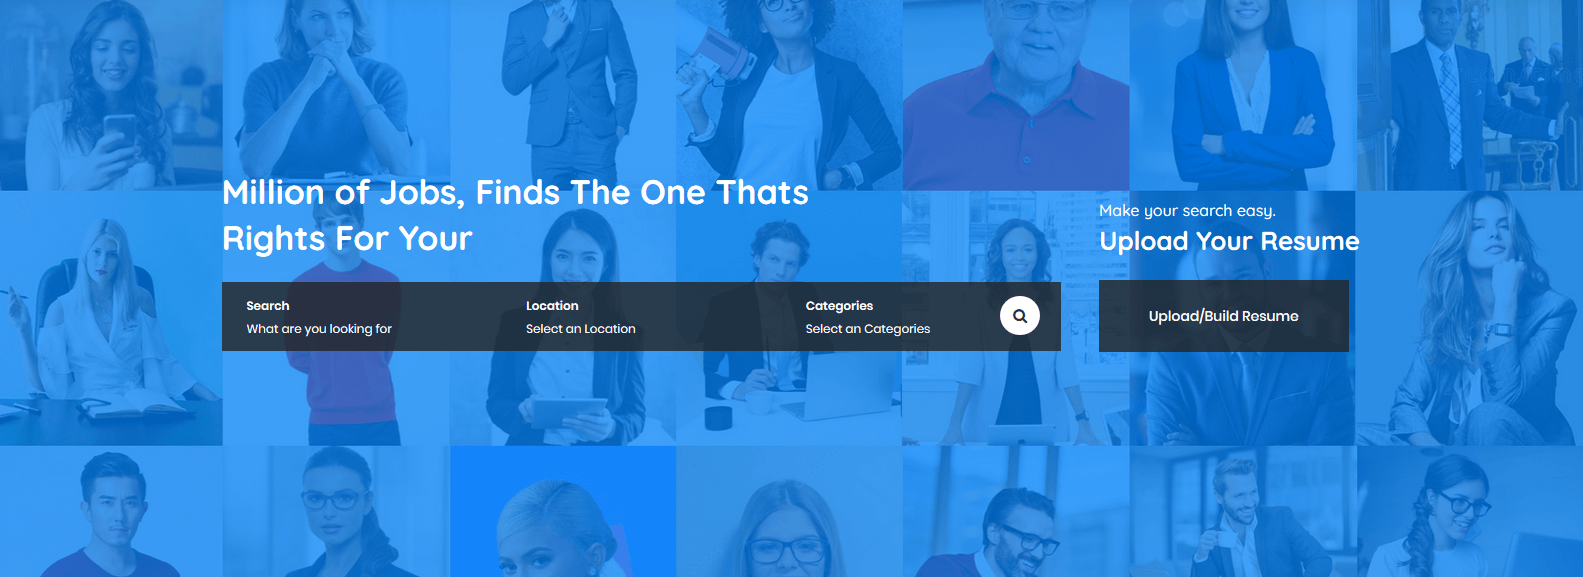 Million of Jobs, Finds The One Thats
Rights For Your
Search
What are you looking for
Location
Select an Location
Categories
Select an Categories
Make your search easy.
Upload Your Resume
Upload/Build Resume